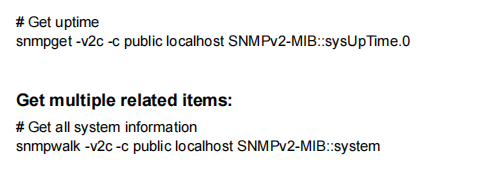 # Get uptime
snmpget -v2c -c public localhost SNMPv2-MIB::sysUpTime.0
Get multiple related items:
# Get all system information
snmpwalk -v2c -c public localhost SNMPv2-MIB::system